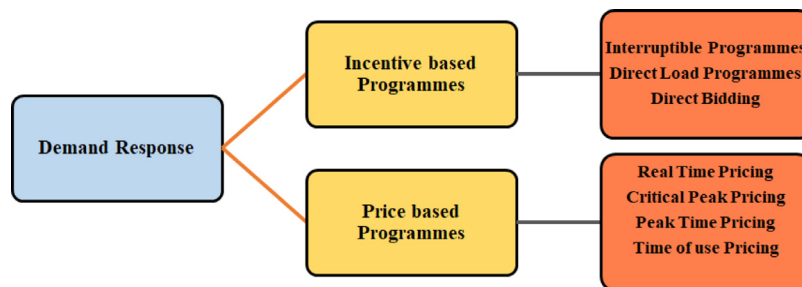 Demand Response
Incentive based
Programmes
Price based
Programmes
Interruptible Programmes
Direct Load Programmes
Direct Bidding
Real Time Pricing
Critical Peak Pricing
Peak Time Pricing
Time of use Pricing